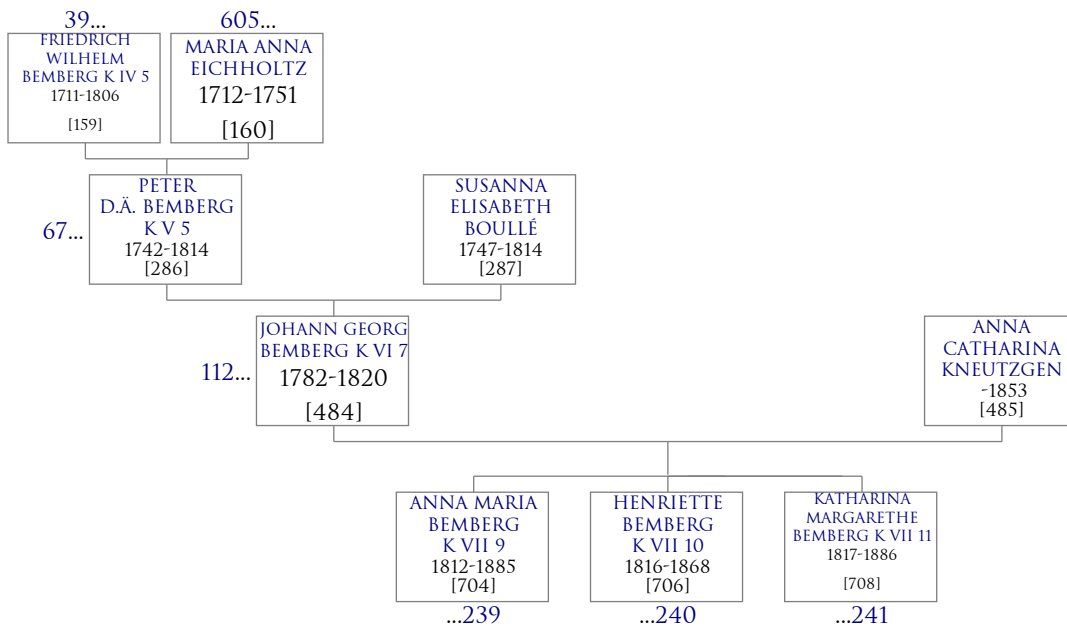 39...
605...
FRIEDRICH
WILHELM
BEMBERG K IV 5
1711-1806
[159]
MARIA ANNA
EICHHOLTZ
1712-1751
[160]
67...
PETER
D.Ä. BEMBERG
K V 5
1742-1814
[286]
SUSANNA
ELISABETH
BOULLÉ
1747-1814
[287]
112...
JOHANN GEORG
BEMBERG K VI 7
1782-1820
[484]
ANNA
CATHARINA
KNEUTZGEN
-1853
[485]
ANNA MARIA
BEMBERG
K VII 9
1812-1885
[704]
...239
HENRIETTE
BEMBERG
K VII 10
1816-1868
[706]
...240
KATHARINA
MARGARETHE
BEMBERG K VII 11
1817-1886
[708]
...241